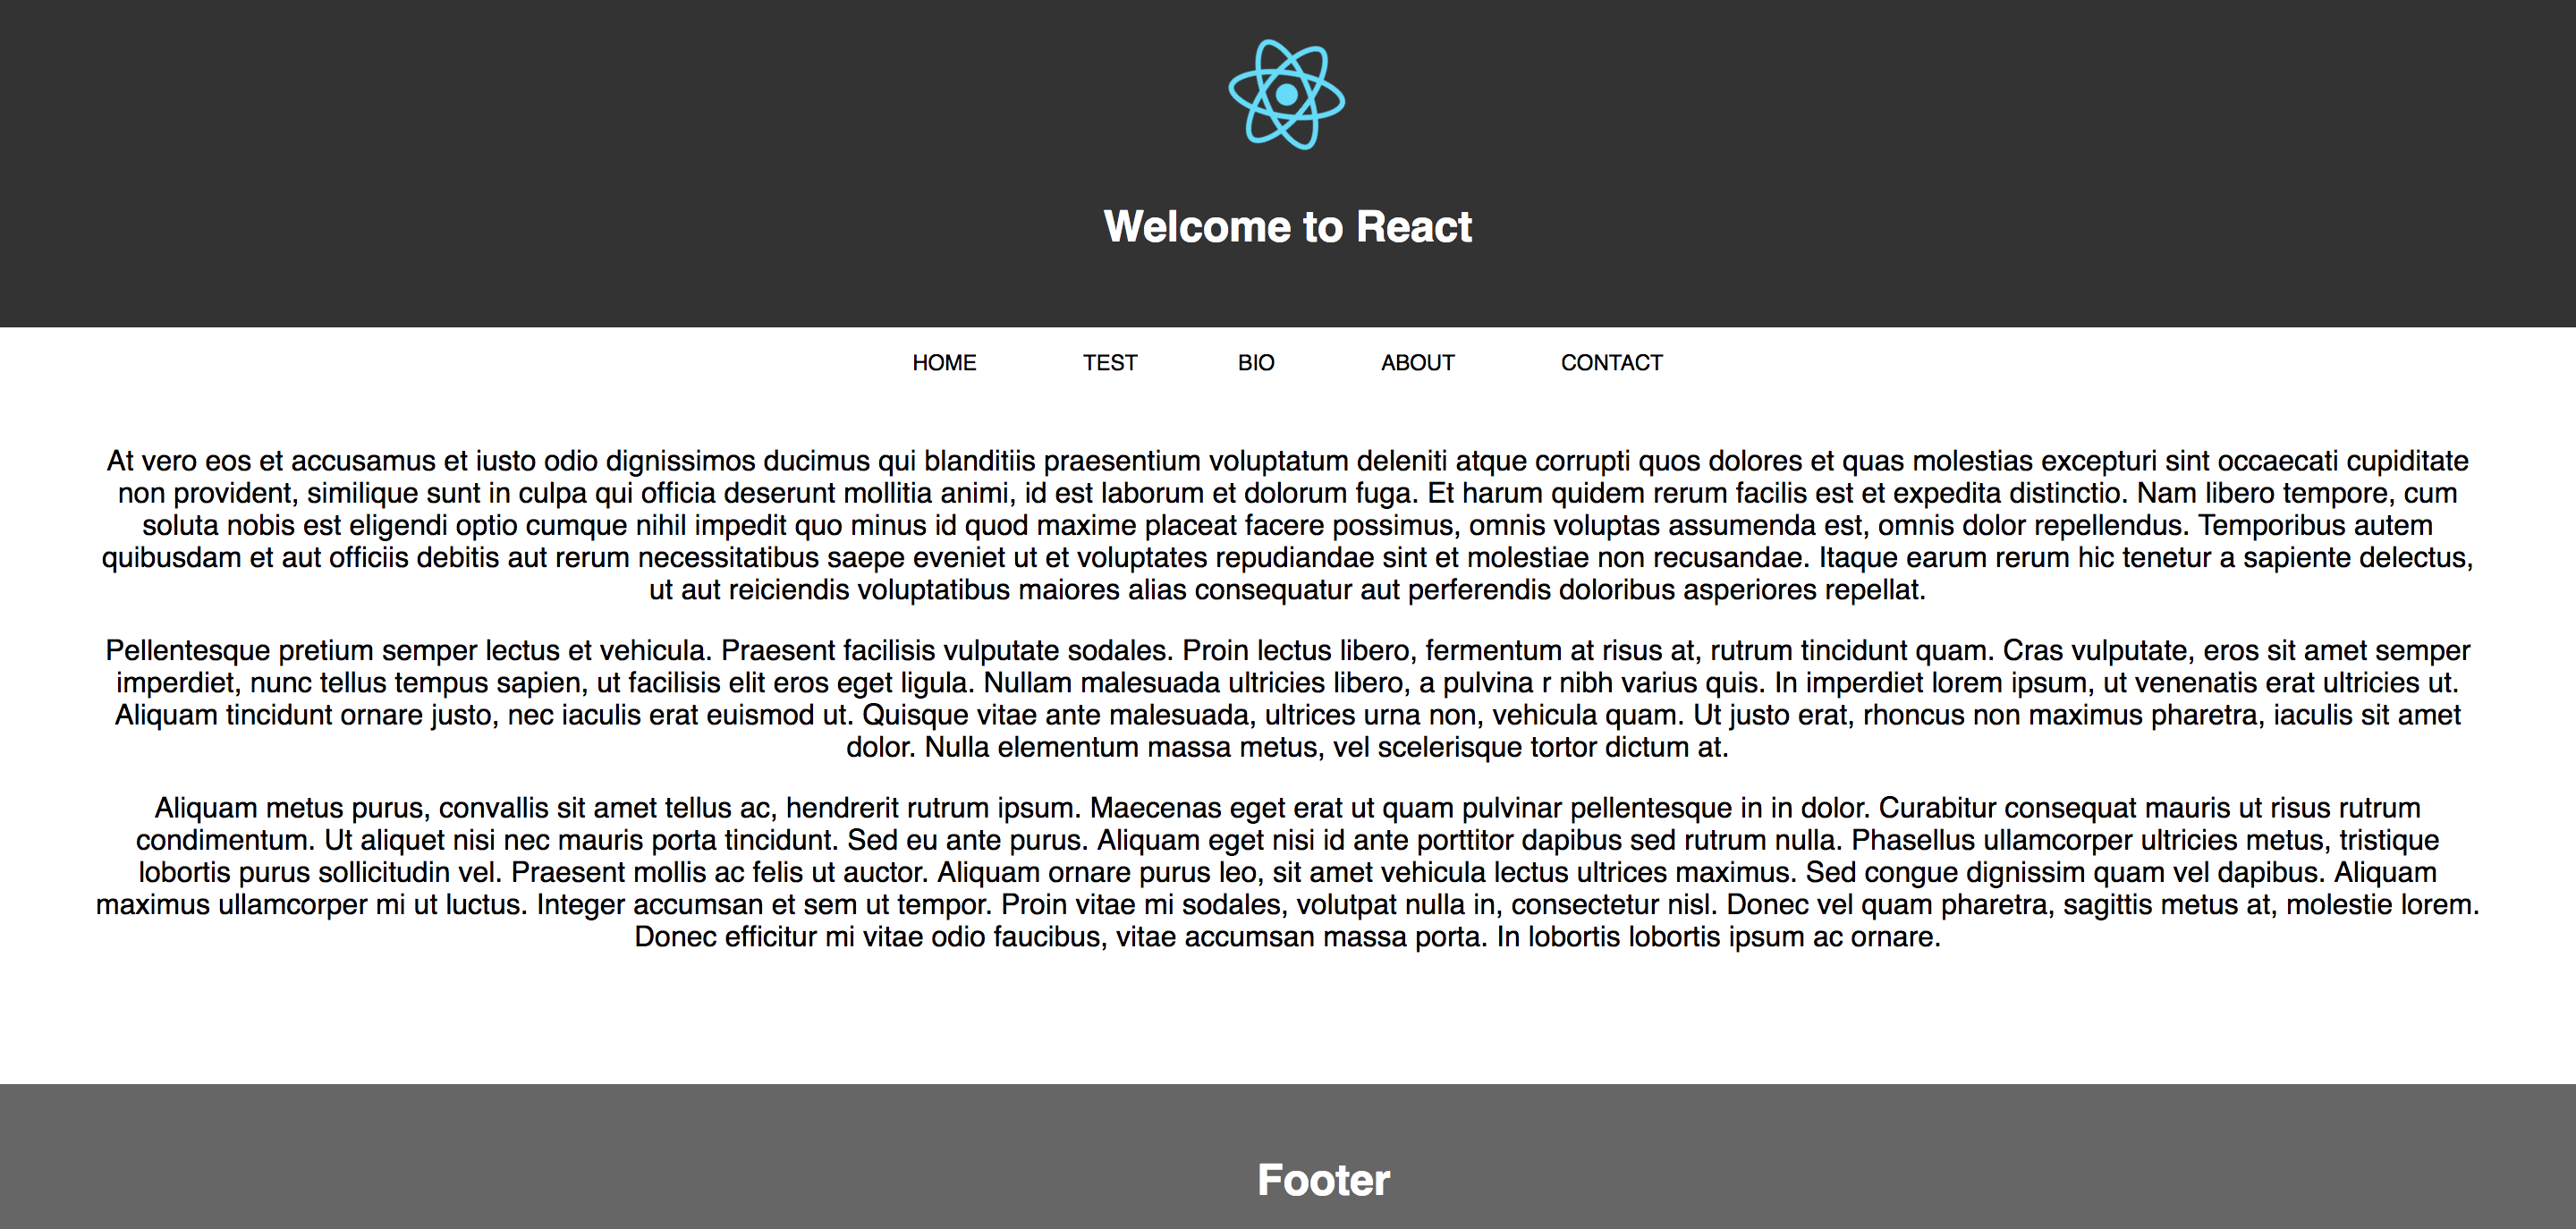 Welcome to React
HOME TEST BIO ABOUT CONTACT
At vero eos et accusamus et iusto odio dignissimos ducimus qui blanditiis praesentium voluptatum deleniti atque corrupti quos dolores et quas molestias excepturi sint occaecati cupiditate
non provident, similique sunt in culpa qui officia deserunt mollitia animi, id est laborum et dolorum fuga. Et harum quidem rerum facilis est et expedita distinctio. Nam libero tempore, cum
soluta nobis est eligendi optio cumque nihil impedit quo minus id quod maxime placeat facere possimus, omnis voluptas assumenda est, omnis dolor repellendus. Temporibus autem
quibusdam et aut officiis debitis aut rerum necessitatibus saepe eveniet ut et voluptates repudiandae sint et molestiae non recusandae. Itaque earum rerum hic tenetur a sapiente delectus,
ut aut reiciendis voluptatibus maiores alias consequatur aut perferendis doloribus asperiores repellat.
Pellentesque pretium semper lectus et vehicula. Praesent facilisis vulputate sodales. Proin lectus libero, fermentum at risus at, rutrum tincidunt quam. Cras vulputate, eros sit amet semper
imperdiet, nunc tellus tempus sapien, ut facilisis elit eros eget ligula. Nullam malesuada ultricies libero, a pulvina r nibh varius quis. In imperdiet lorem ipsum, ut venenatis erat ultricies ut.
Aliquam tincidunt ornare justo, nec iaculis erat euismod ut. Quisque vitae ante malesuada, ultrices urna non, vehicula quam. Ut justo erat, rhoncus non maximus pharetra, iaculis sit amet
dolor. Nulla elementum massa metus, vel scelerisque tortor dictum at.
Aliquam metus purus, convallis sit amet tellus ac, hendrerit rutrum ipsum. Maecenas eget erat ut quam pulvinar pellentesque in in dolor. Curabitur consequat mauris ut risus rutrum
condimentum. Ut aliquet nisi nec mauris porta tincidunt. Sed eu ante purus. Aliquam eget nisi id ante porttitor dapibus sed rutrum nulla. Phasellus ullamcorper ultricies metus, tristique
lobortis purus sollicitudin vel. Praesent mollis ac felis ut auctor. Aliquam ornare purus leo, sit amet vehicula lectus ultrices maximus. Sed congue dignissim quam vel dapibus. Aliquam
maximus ullamcorper mi ut luctus. Integer accumsan et sem ut tempor. Proin vitae mi sodales, volutpat nulla in, consectetur nisl. Donec vel quam pharetra, sagittis metus at, molestie lorem.
Donec efficitur mi vitae odio faucibus, vitae accumsan massa porta. In lobortis lobortis ipsum ac ornare.
Footer